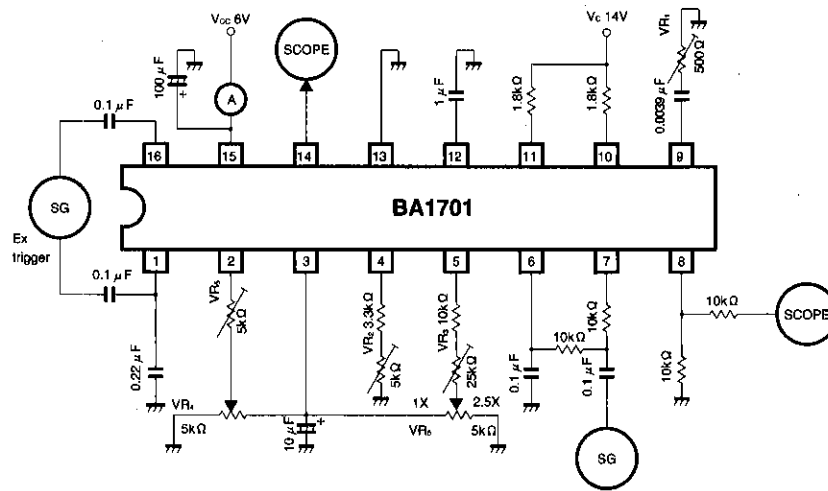 Vcc 6V
SCOPE
100 μF
+
A
0.1 μF
1 μF
Vc 14V
1.8kΩ
1.8kΩ
VR₁
500Ω
0.0039 μF
16
15
14
13
12
11
10
9
SG
Ex
trigger
BA1701
1
2
3
4
5
6
7
8
0.1 μF
0.22 μF
5kΩ
VR₂ 3.3kΩ
5kΩ
VR₃ 10kΩ
25kΩ
0.1 μF
10kΩ
10kΩ
0.1 μF
10kΩ
SCOPE
10kΩ
VR₄
5kΩ
10 μF
+
1X
2.5X
5kΩ
SG